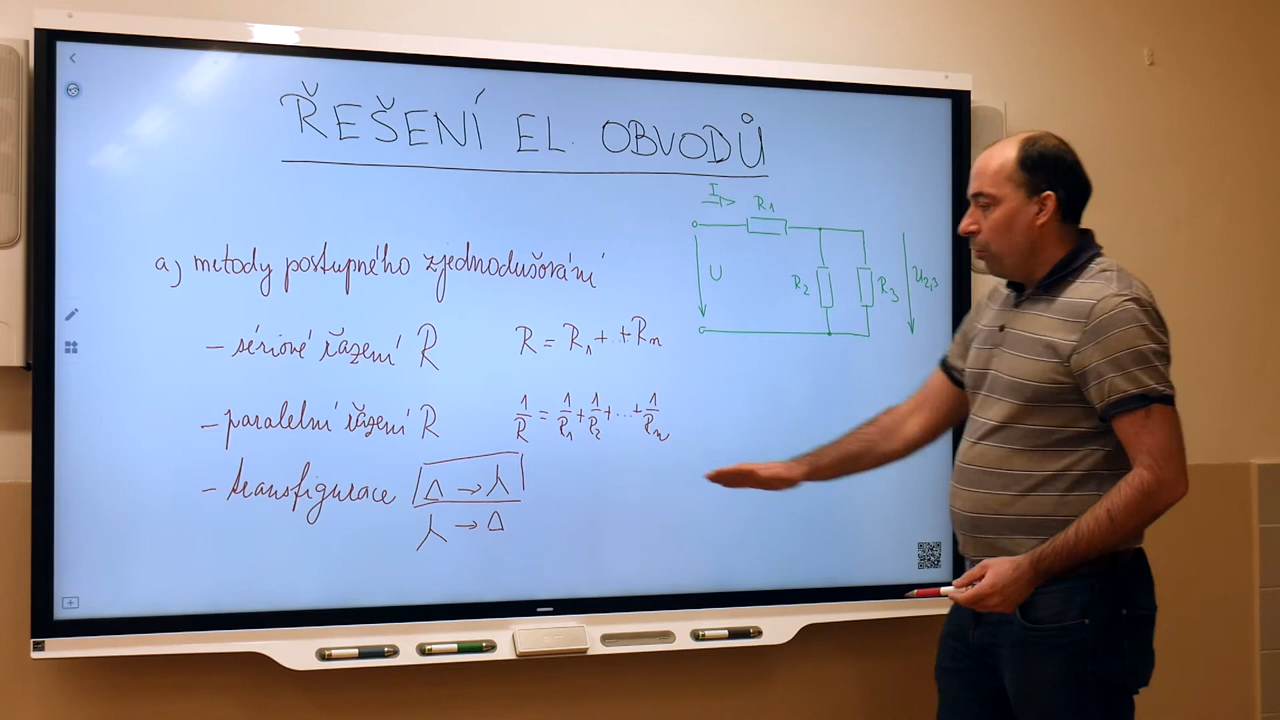 ŘEŠENÍ EL. OBVODŮ
a) metody postupného zjednodušování
- sériové řazení R R = R1 + .. + Rn
- paralelní řazení R 1/R = 1/R1 + 1/R2 + ... + 1/Rn
- transfigurace Δ → ⅄
⅄ → Δ
I
R1
U
R2
R3
U2,3